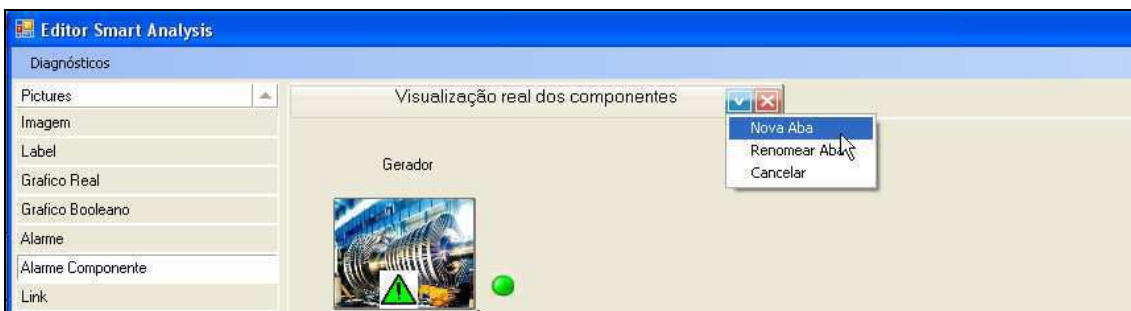 Editor Smart Analysis
Diagnósticos
Pictures
Imagem
Label
Grafico Real
Grafico Booleano
Alarme
Alarme Componente
Link
Visualização real dos componentes
Nova Aba
Renomear Aba
Cancelar
Gerador